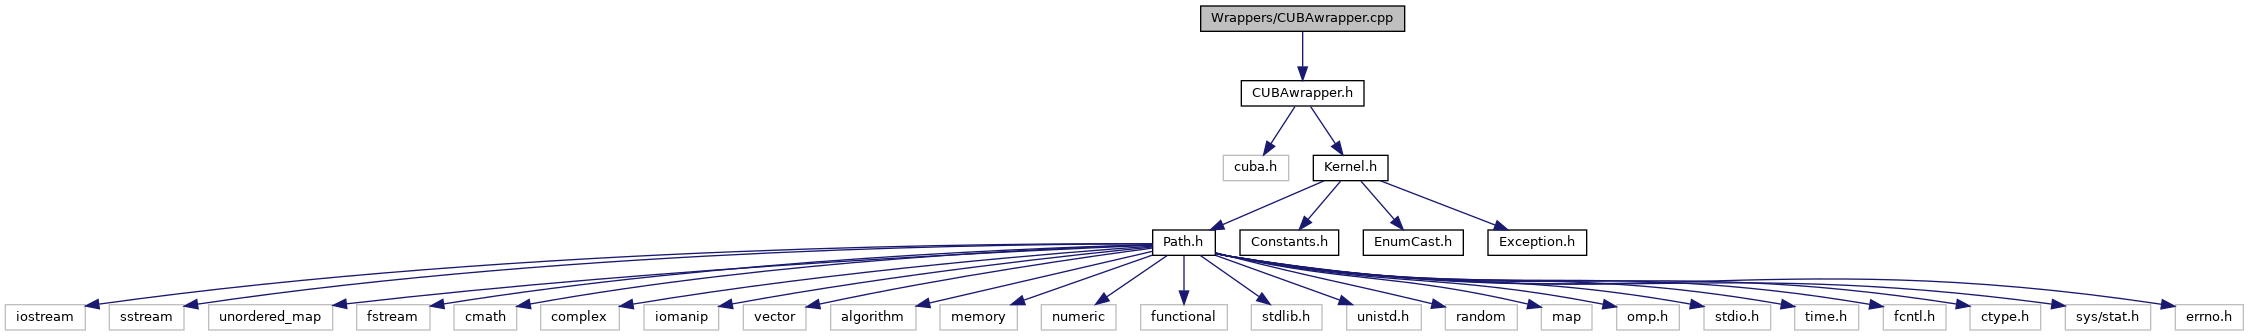 Wrappers/CUBAwrapper.cpp
CUBAwrapper.h
cuba.h
Kernel.h
Path.h
Constants.h
EnumCast.h
Exception.h
iostream
sstream
unordered_map
fstream
cmath
complex
iomanip
vector
algorithm
memory
numeric
functional
stdlib.h
unistd.h
random
map
omp.h
stdio.h
time.h
fcntl.h
ctype.h
sys/stat.h
errno.h